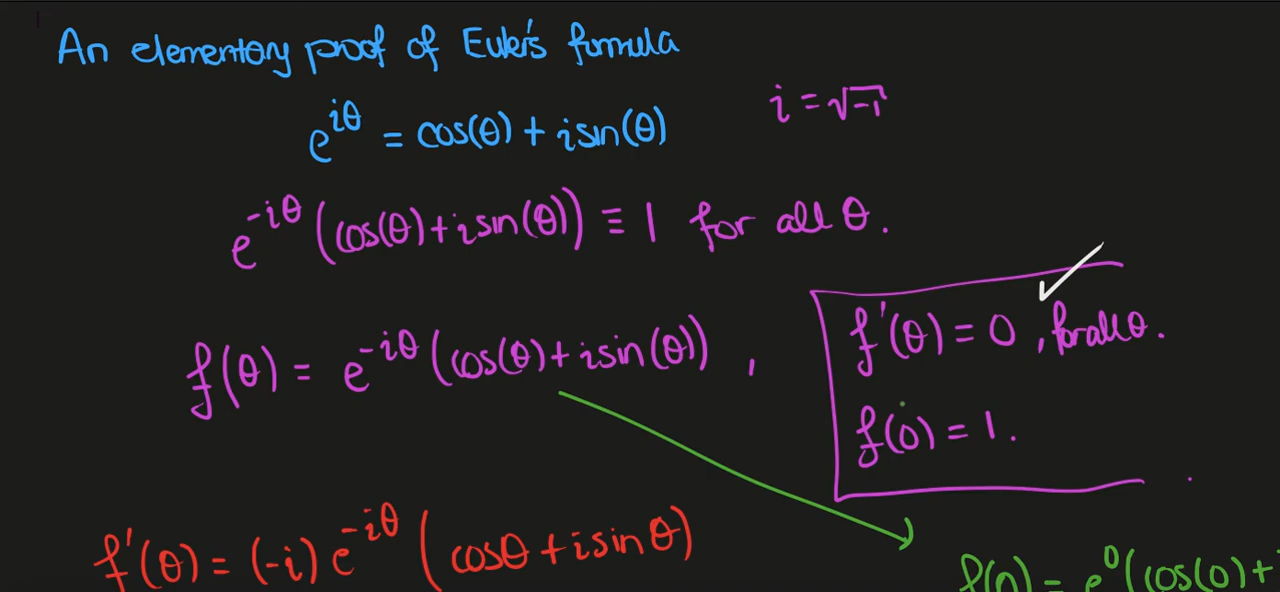 An elementary proof of Euler's formula
e^{iθ} = cos(θ) + i sin(θ)
i = √-1
e^{-iθ} (cos(θ) + i sin(θ)) ≡ 1 for all θ.
f(θ) = e^{-iθ} (cos(θ) + i sin(θ)) ,
f'(θ) = 0 , for all θ.
f(0) = 1 .
f'(θ) = (-i) e^{-iθ} ( cosθ + i sin θ)
f(0) = e^0 (cos(0) +